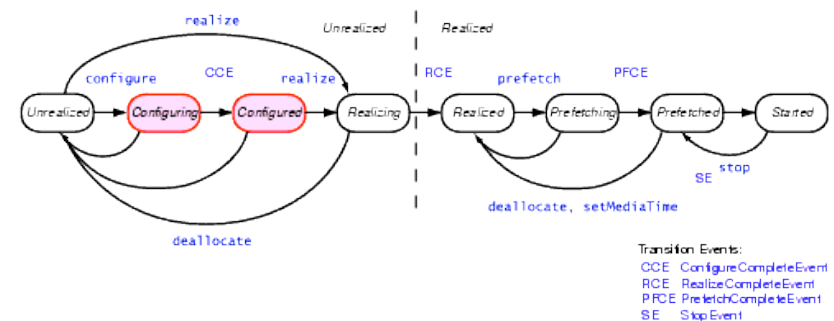 realize
Unrealized
Realized
configure
CCE
realize
RCE
prefetch
PFCE
Unrealized
Configuring
Configured
Realizing
Realized
Prefetching
Prefetched
Started
SE
stop
deallocate, setMediaTime
deallocate
Transition Events:
CCE ConfigureCompleteEvent
RCE RealizeCompleteEvent
PFCE PrefetchCompleteEvent
SE StopEvent